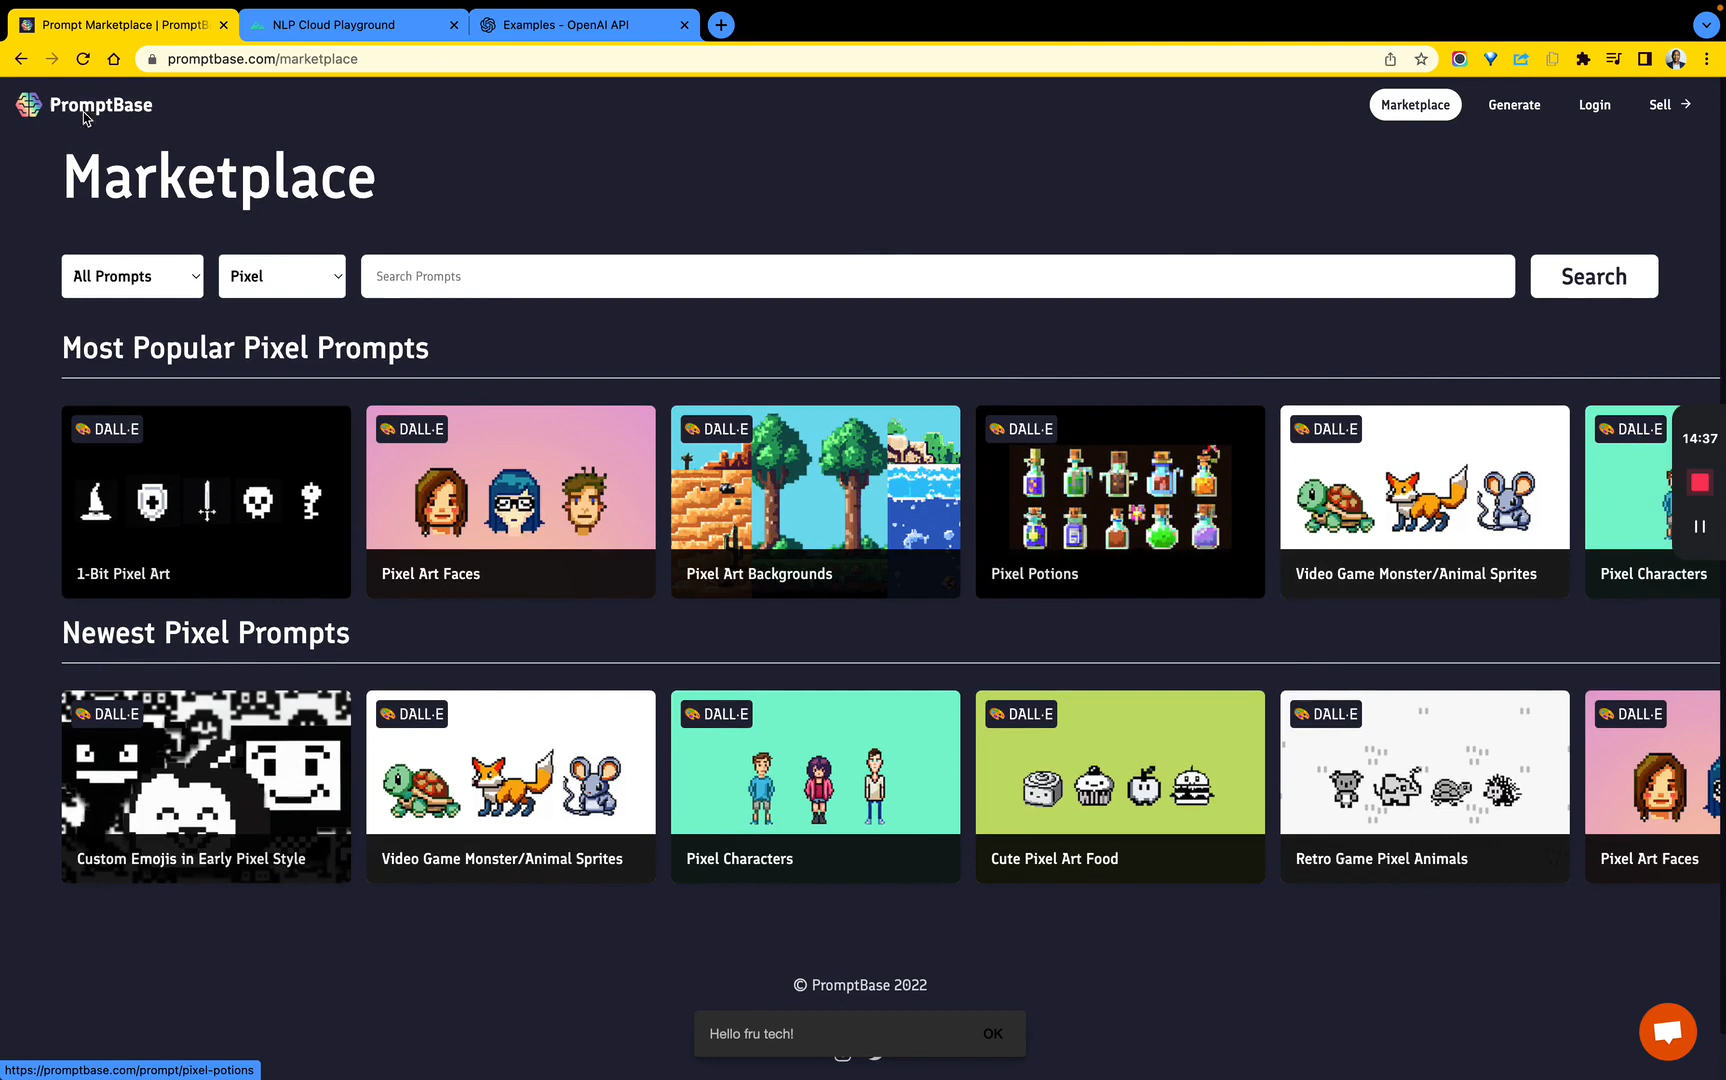 Prompt Marketplace | PromptB
NLP Cloud Playground
Examples - OpenAI API
promptbase.com/marketplace
PromptBase
Marketplace
Generate
Login
Sell
Marketplace
All Prompts
Pixel
Search Prompts
Search
Most Popular Pixel Prompts
DALL·E
DALL·E
DALL·E
DALL·E
DALL·E
DALL·E
14:37
1-Bit Pixel Art
Pixel Art Faces
Pixel Art Backgrounds
Pixel Potions
Video Game Monster/Animal Sprites
Pixel Characters
Newest Pixel Prompts
DALL·E
DALL·E
DALL·E
DALL·E
DALL·E
DALL·E
Custom Emojis in Early Pixel Style
Video Game Monster/Animal Sprites
Pixel Characters
Cute Pixel Art Food
Retro Game Pixel Animals
Pixel Art Faces
© PromptBase 2022
Hello fru tech!
OK
https://promptbase.com/prompt/pixel-potions